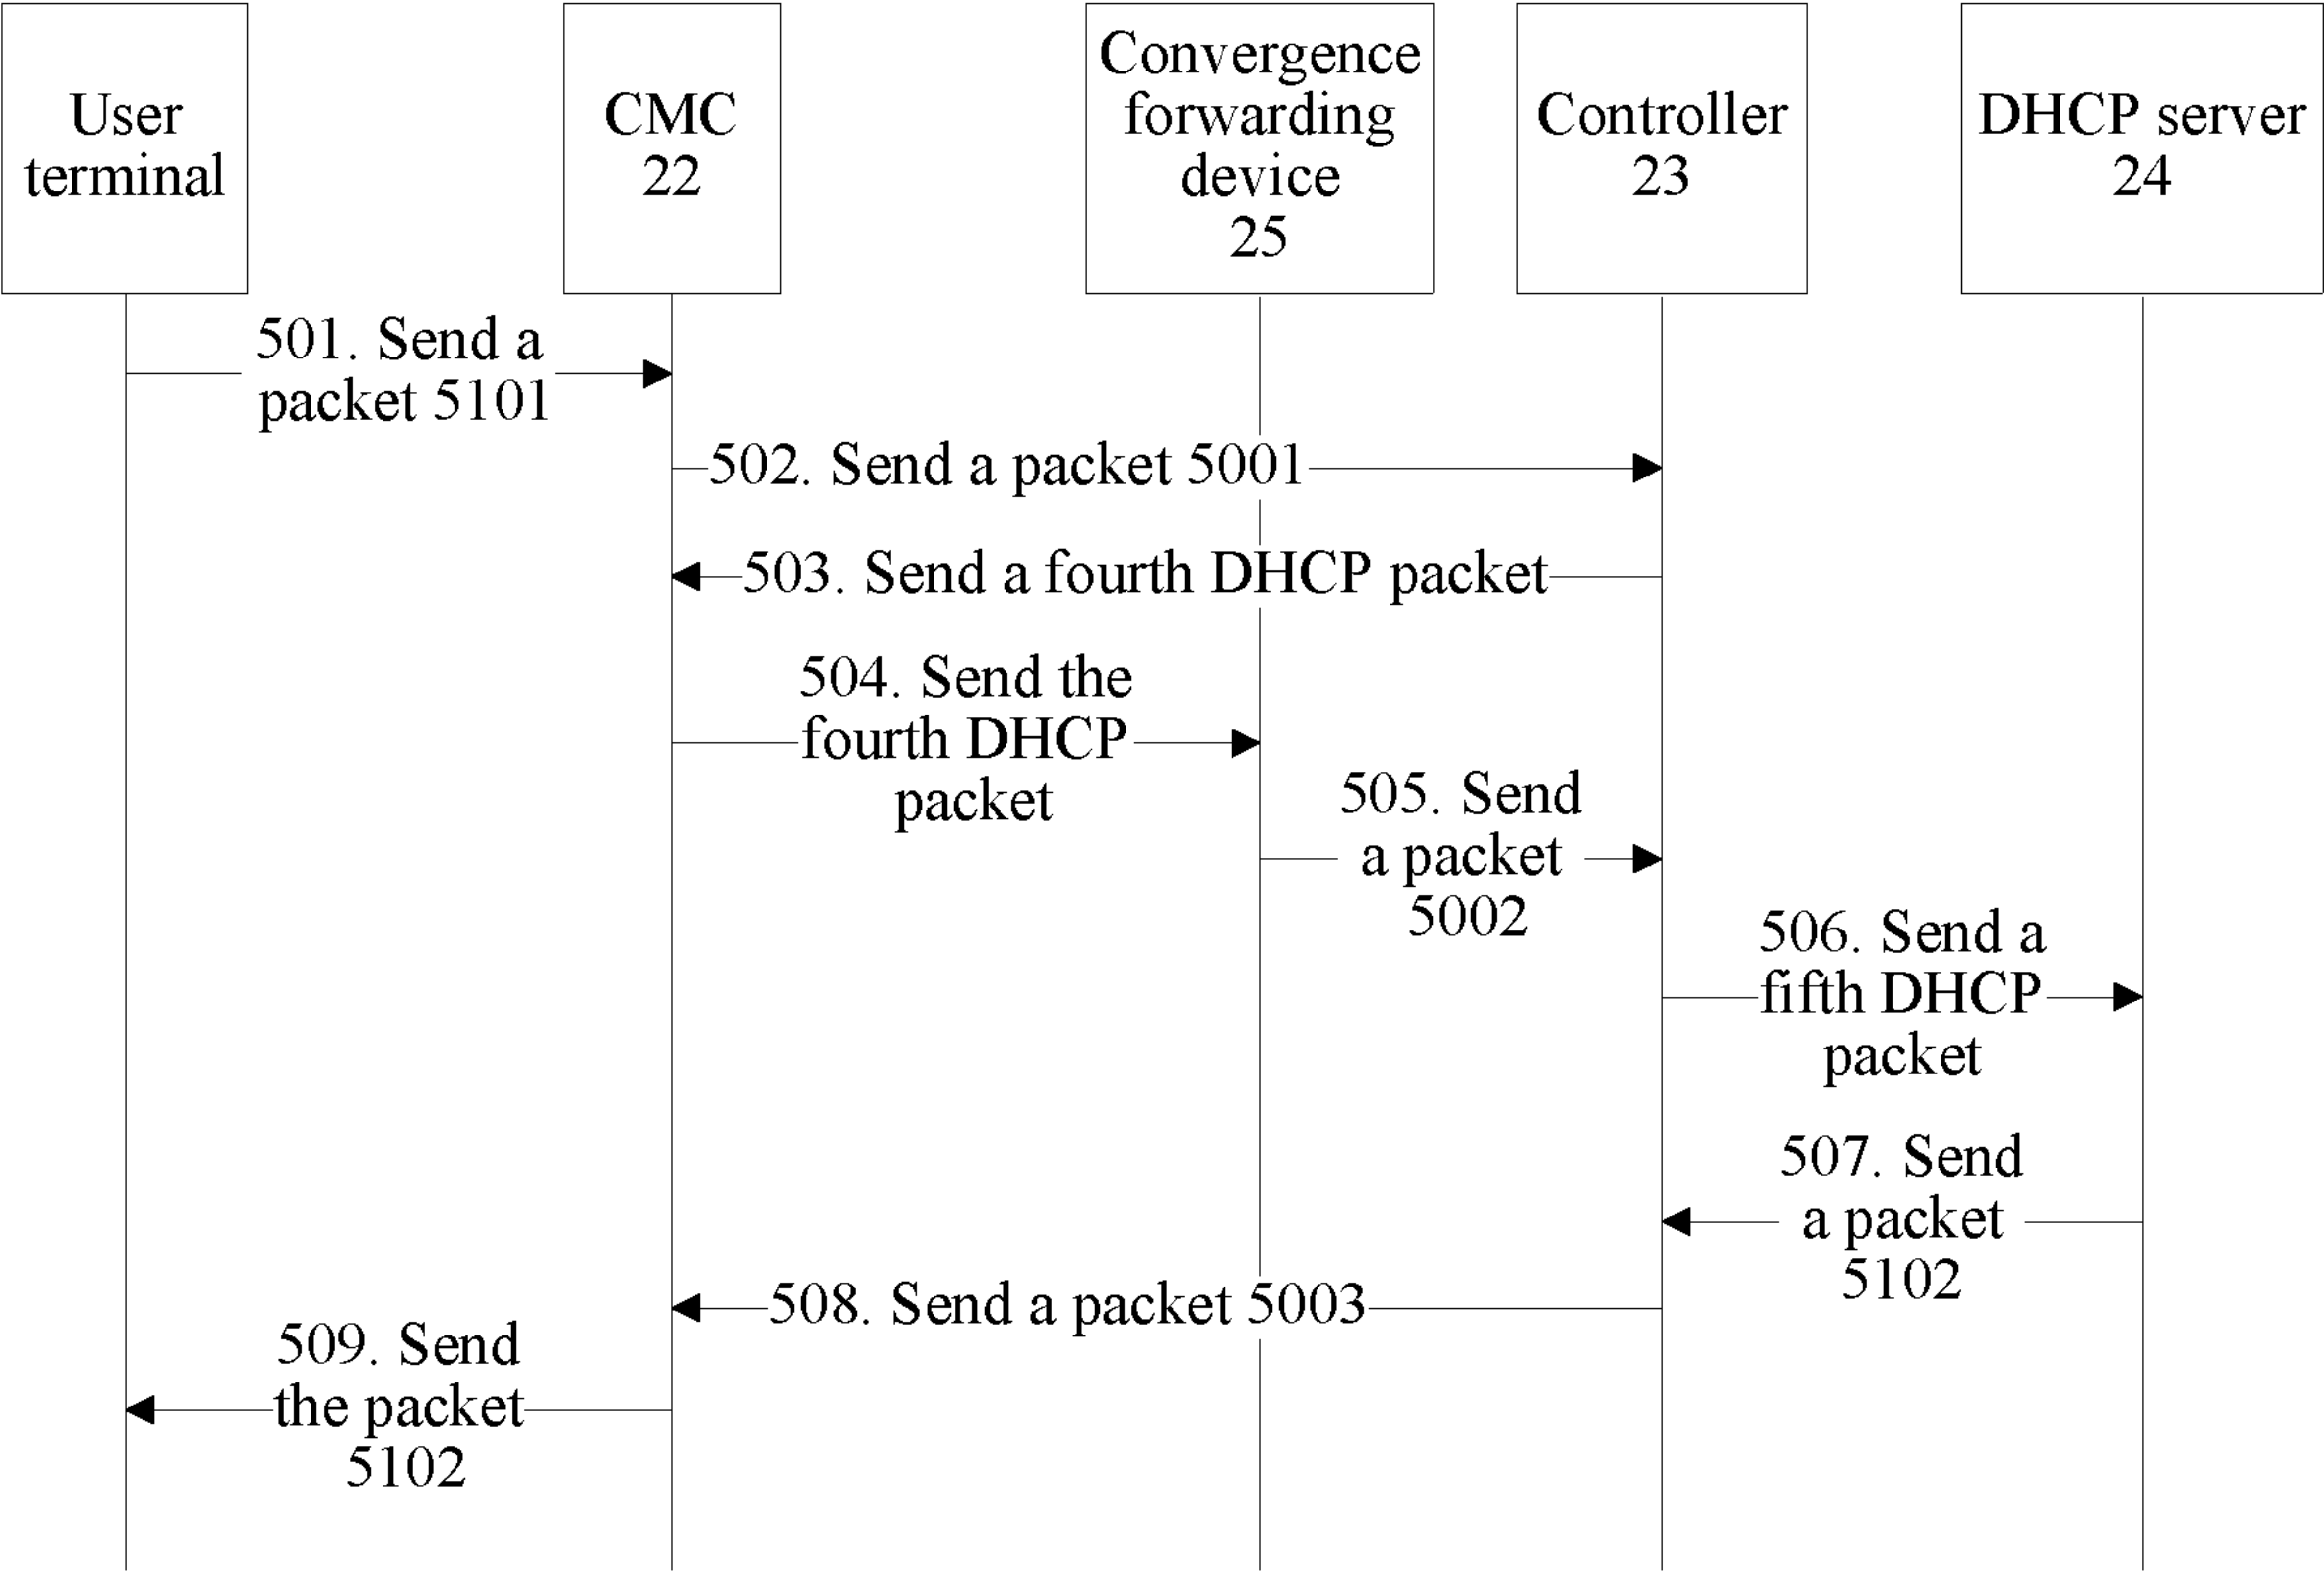 User
terminal
CMC
22
Convergence
forwarding
device
25
Controller
23
DHCP server
24
501. Send a
packet 5101
502. Send a packet 5001
503. Send a fourth DHCP packet
504. Send the
fourth DHCP
packet
505. Send
a packet
5002
506. Send a
fifth DHCP
packet
507. Send
a packet
5102
508. Send a packet 5003
509. Send
the packet
5102